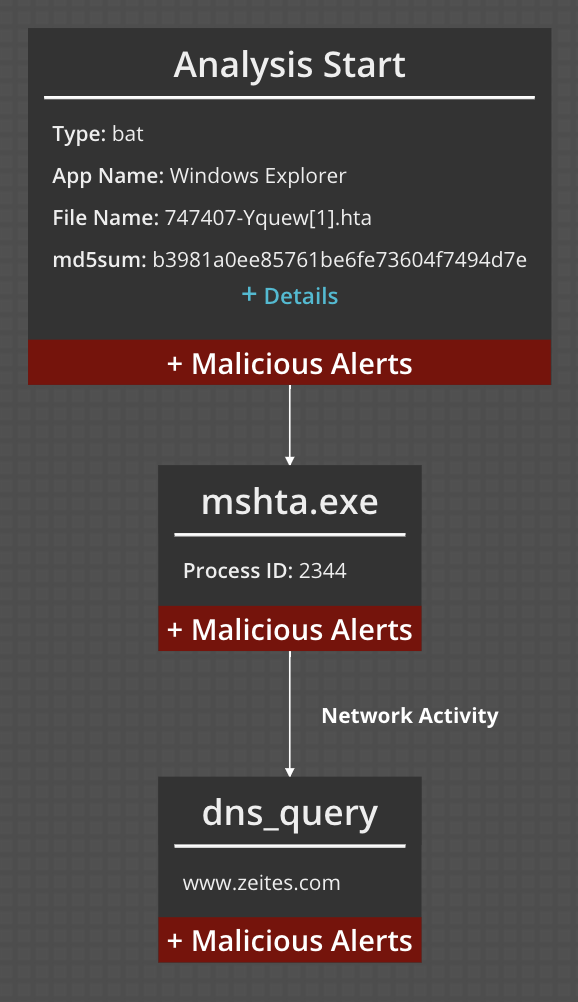 Analysis Start
Type: bat
App Name: Windows Explorer
File Name: 747407-Yquew[1].hta
md5sum: b3981a0ee85761be6fe73604f7494d7e
+ Details
+ Malicious Alerts
mshta.exe
Process ID: 2344
+ Malicious Alerts
Network Activity
dns_query
www.zeites.com
+ Malicious Alerts